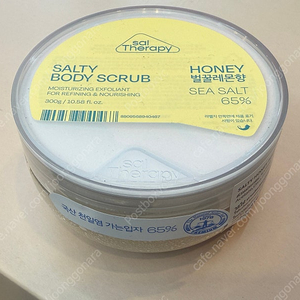 sal
Therapy
SALTY
BODY SCRUB
MOISTURIZING EXFOLIANT
FOR REFINING & NOURISHING
300g / 10.58 fl. oz.
HONEY
벌꿀레몬향
SEA SALT
65%
sal
Therapy
국산 천일염 가는입자 65%